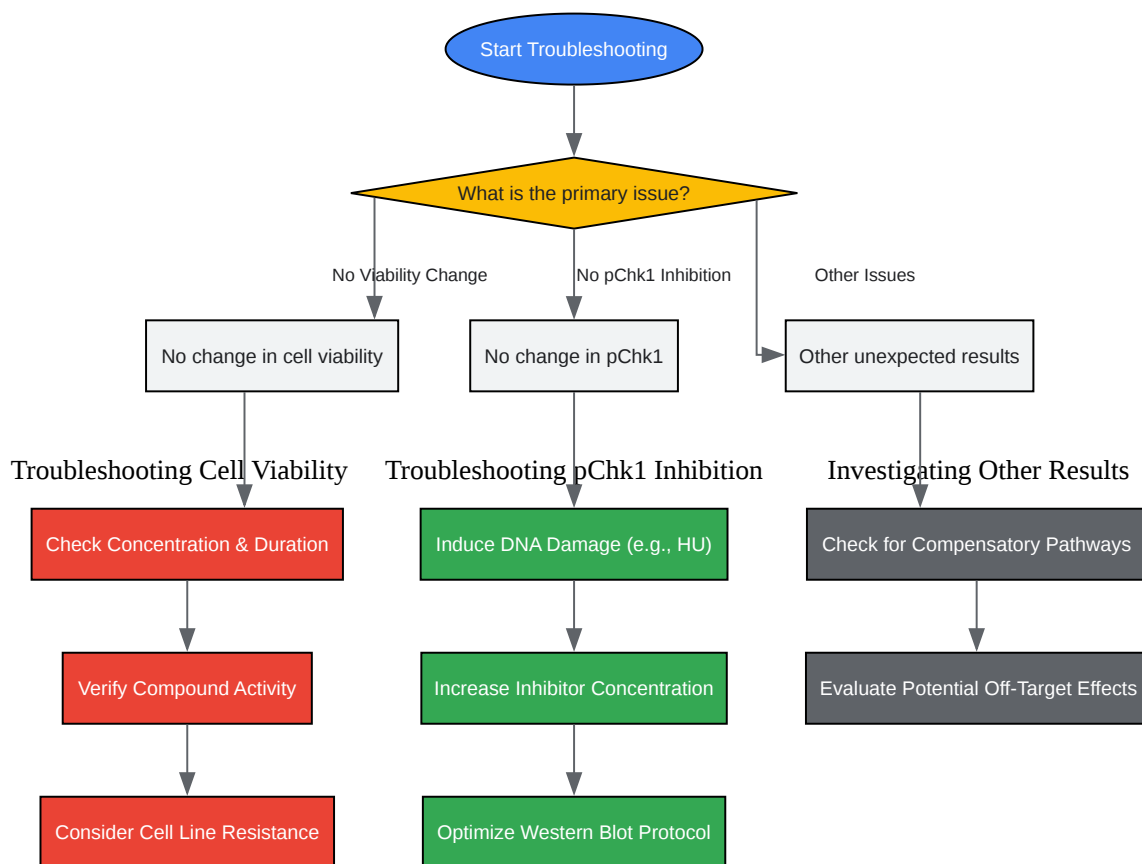 Start Troubleshooting
What is the primary issue?
No Viability Change
No pChk1 Inhibition
Other Issues
No change in cell viability
No change in pChk1
Other unexpected results
Troubleshooting Cell Viability
Troubleshooting pChk1 Inhibition
Investigating Other Results
Check Concentration & Duration
Induce DNA Damage (e.g., HU)
Check for Compensatory Pathways
Verify Compound Activity
Increase Inhibitor Concentration
Evaluate Potential Off-Target Effects
Consider Cell Line Resistance
Optimize Western Blot Protocol